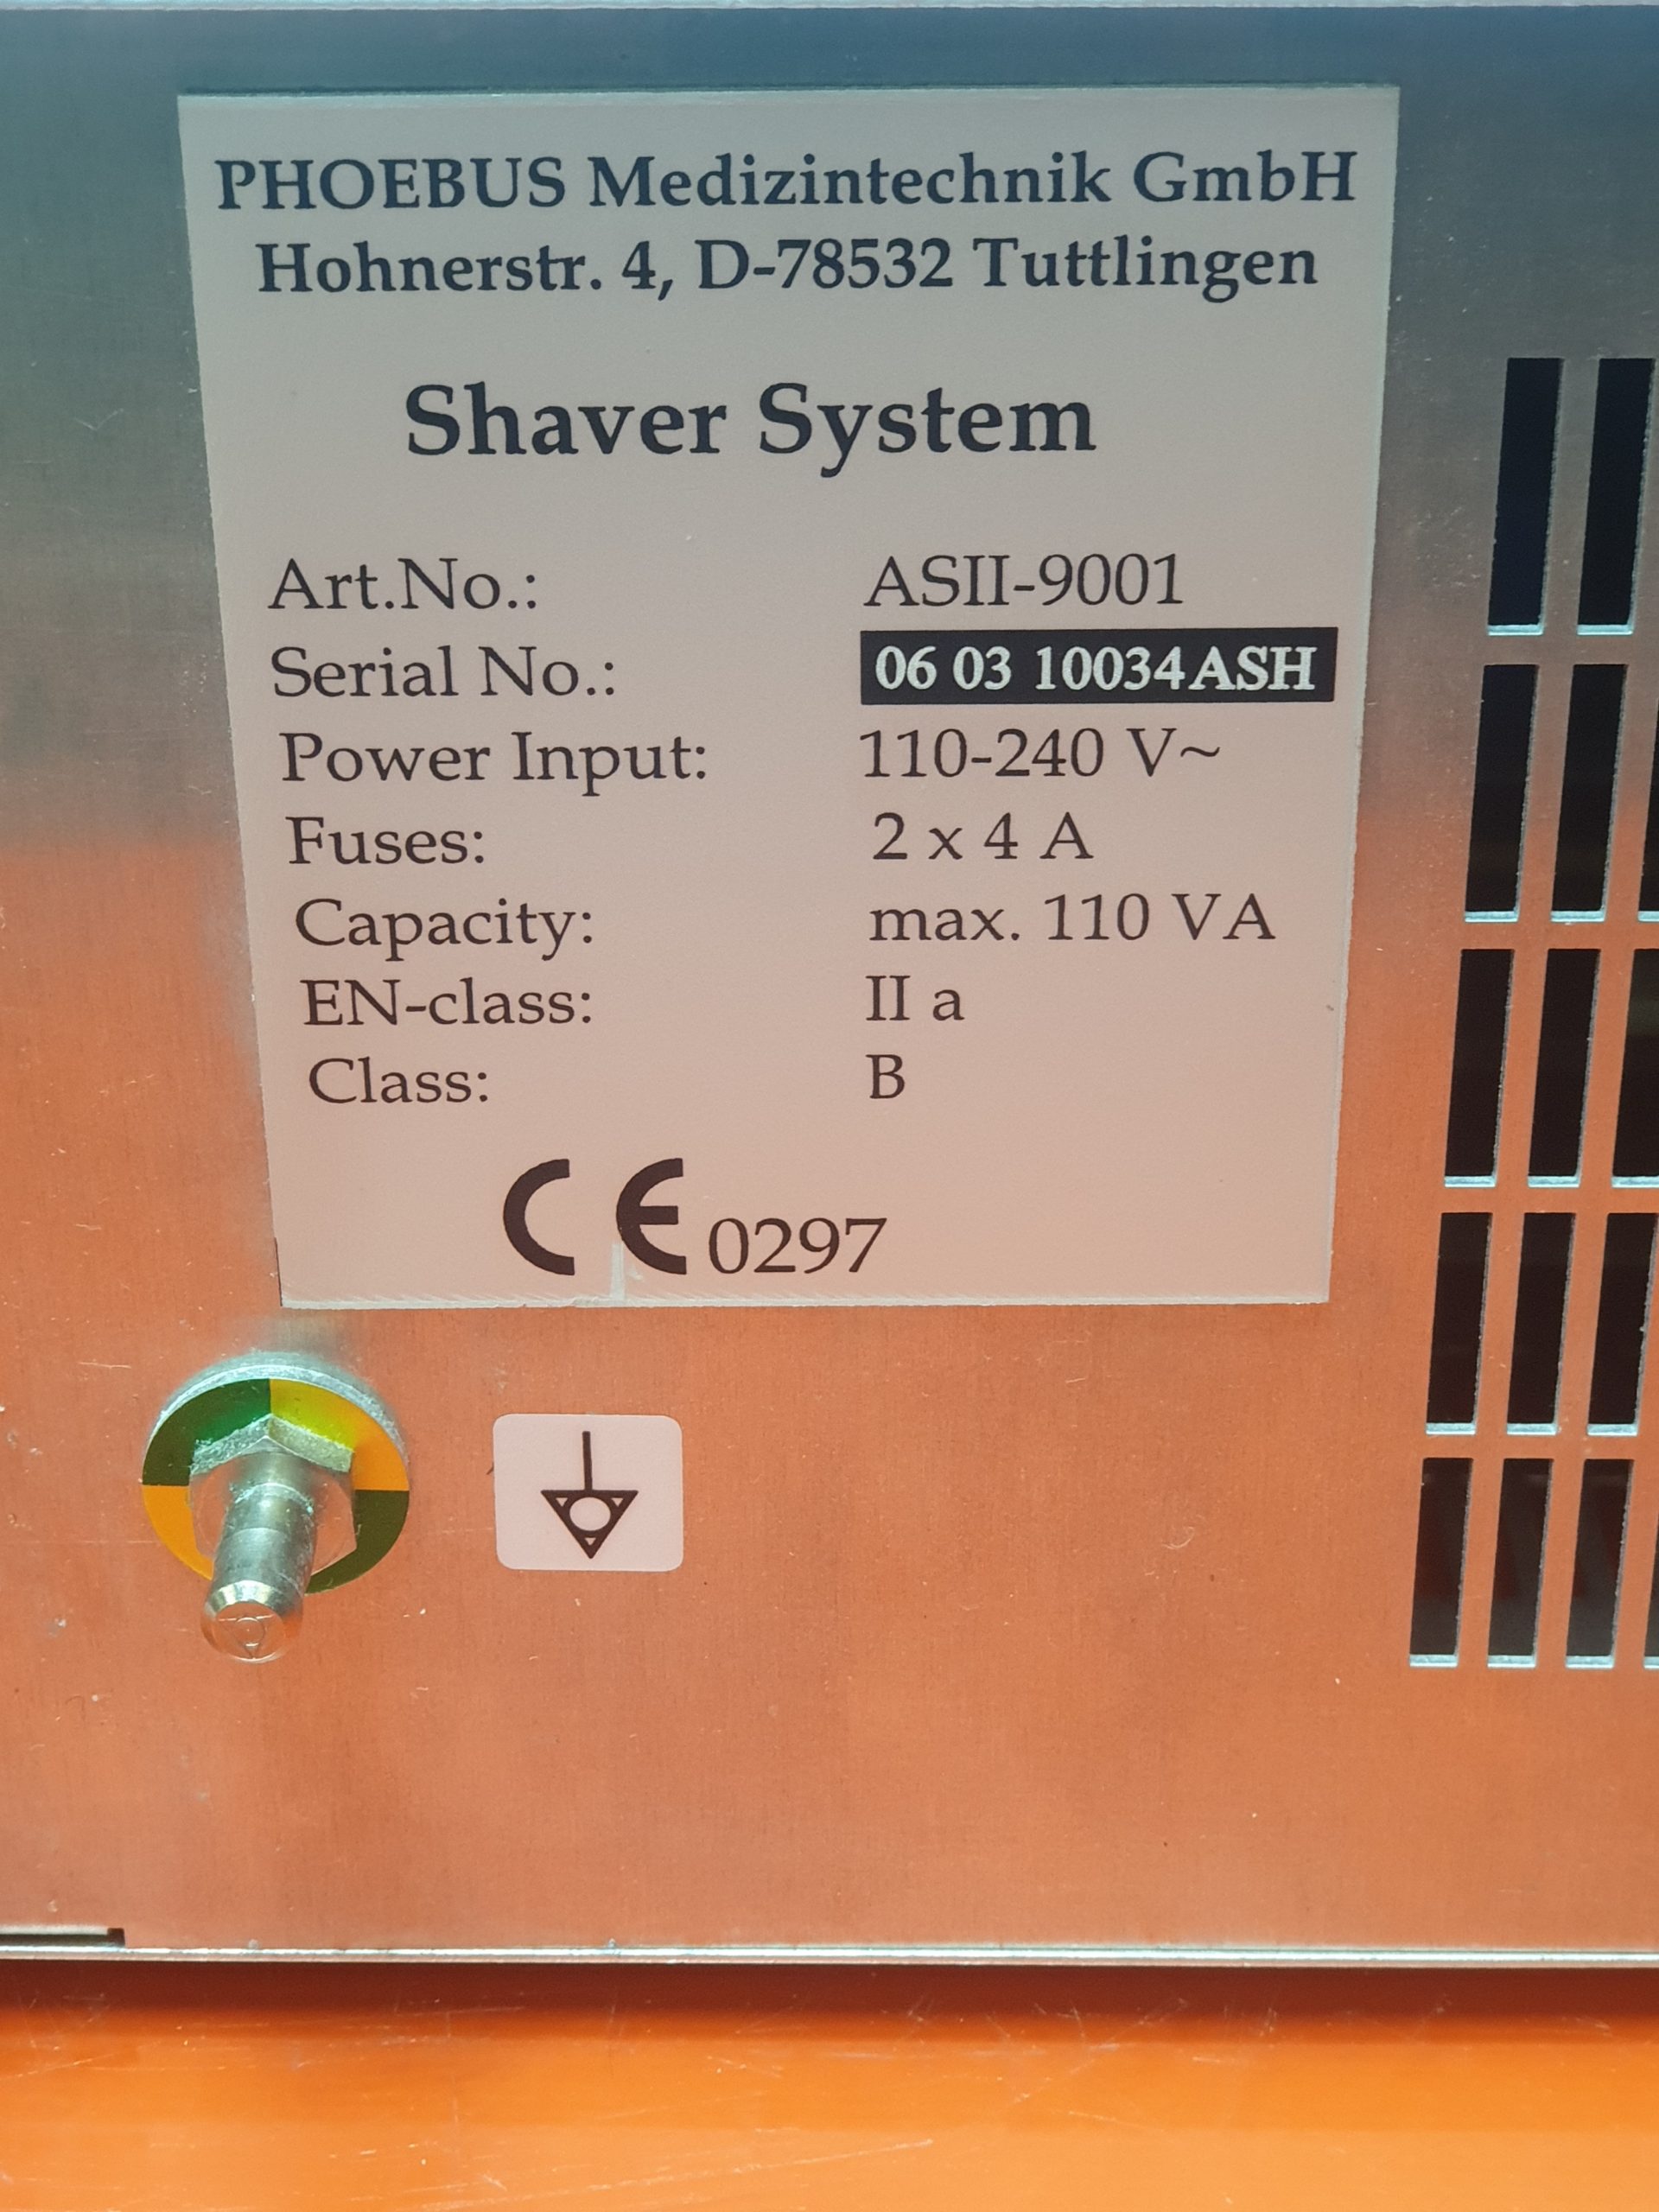 PHOEBUS Medizintechnik GmbH
Hohnerstr. 4, D-78532 Tuttlingen
Shaver System
Art.No.: ASII-9001
Serial No.: 06 03 10034ASH
Power Input: 110-240 V~
Fuses: 2 x 4 A
Capacity: max. 110 VA
EN-class: II a
Class: B
CE 0297